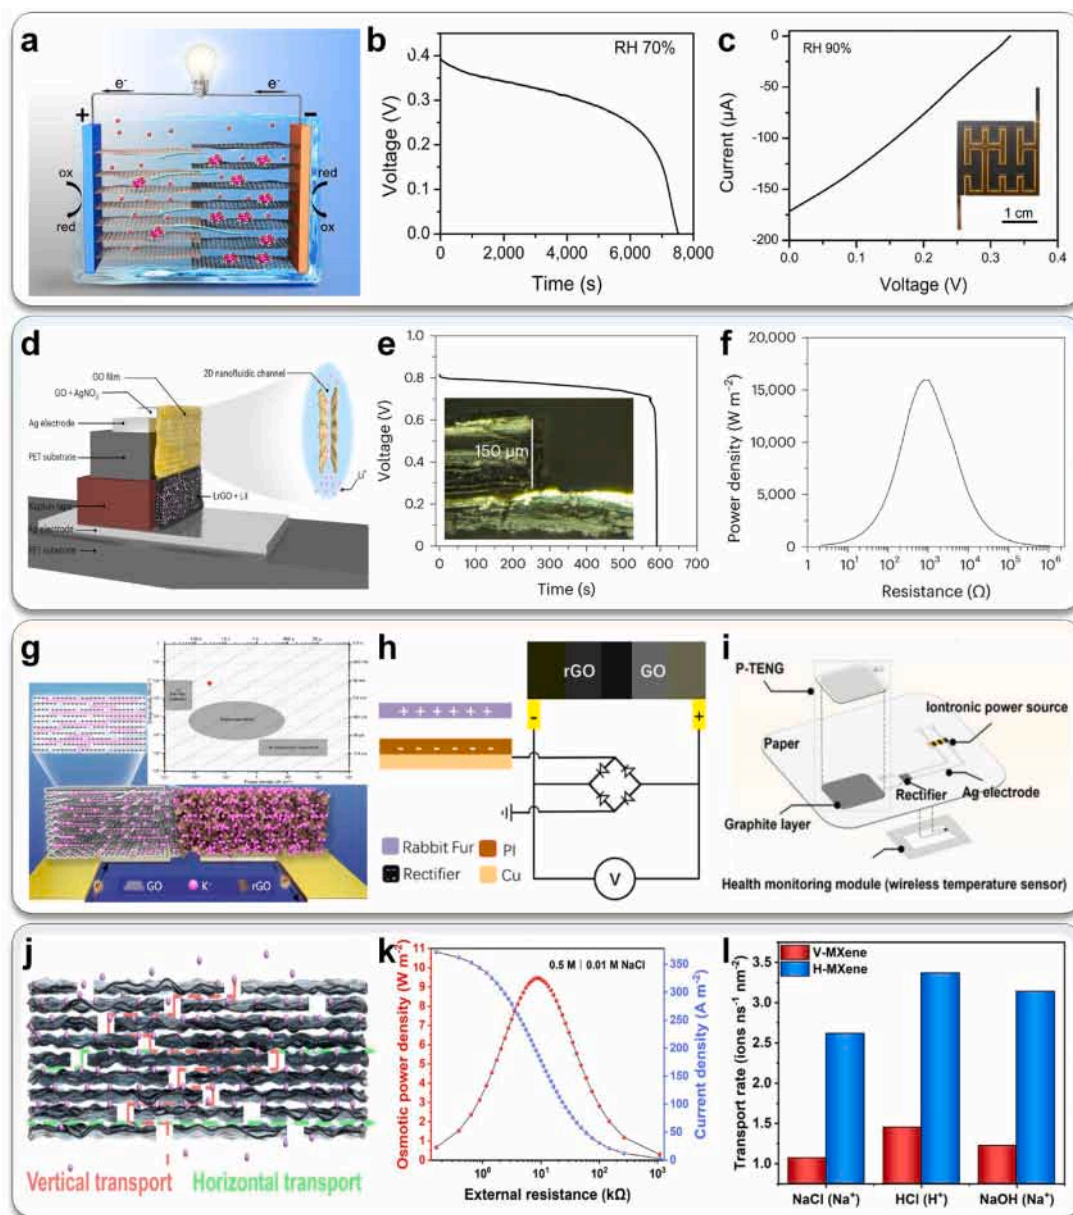 a
e-
e-
+
−
ox
red
red
ox
b
RH 70%
0.4
0.3
0.2
0.1
0.0
Voltage (V)
0
2,000
4,000
6,000
8,000
Time (s)
c
RH 90%
0
-50
-100
-150
-200
Current (µA)
1 cm
0.0
0.1
0.2
0.3
0.4
Voltage (V)
d
GO film
GO + AgNO3
Ag electrode
PET substrate
Kapton tape
Ag electrode
PET substrate
2D nanofluidic channel
Li+
LrGO + LiI
e
1.0
0.8
0.6
0.4
0.2
0
Voltage (V)
150 µm
0
100
200
300
400
500
600
700
Time (s)
f
20,000
15,000
10,000
5,000
0
Power density (W m-2)
1
10¹
10²
10³
10⁴
10⁵
10⁶
Resistance (Ω)
g
GO
K+
rGO
h
rGO
GO
-
+
+ + + + + +
- - - - - -
Rabbit Fur
PI
Rectifier
Cu
V
i
P-TENG
Iontronic power source
Paper
Rectifier
Ag electrode
Graphite layer
Health monitoring module (wireless temperature sensor)
j
Vertical transport
Horizontal transport
k
0.5 M | 0.01 M NaCl
11
10
9
8
7
6
5
4
3
2
1
0
Osmotic power density (W m-2)
350
300
250
200
150
100
50
0
Current density (A m-2)
10⁰
10¹
10²
10³
External resistance (kΩ)
l
V-MXene
H-MXene
3.5
3.0
2.5
2.0
1.5
1.0
Transport rate (ions ns-1 nm-2)
NaCl (Na+)
HCl (H+)
NaOH (Na+)